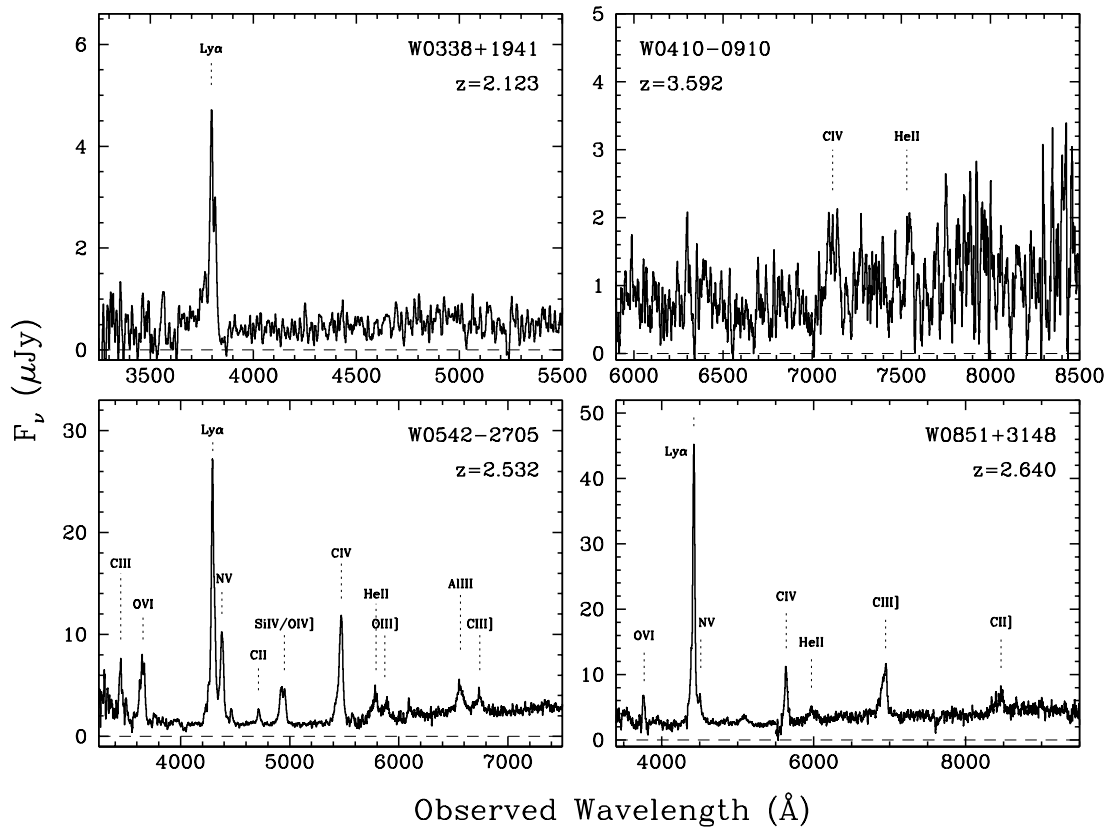 F_ν (μJy)
6
4
2
0
Lyα
W0338+1941
z=2.123
3500 4000 4500 5000 5500
5
4
3
2
1
0
W0410−0910
z=3.592
CIV
HeII
6000 6500 7000 7500 8000 8500
30
20
10
0
W0542−2705
z=2.532
CIII
OVI
Lyα
NV
CII
SiIV/OIV]
CIV
HeII
OIII]
AlIII
CIII]
4000 5000 6000 7000
50
40
30
20
10
0
W0851+3148
z=2.640
OVI
Lyα
NV
CIV
HeII
CIII]
CII]
4000 6000 8000
Observed Wavelength (Å)